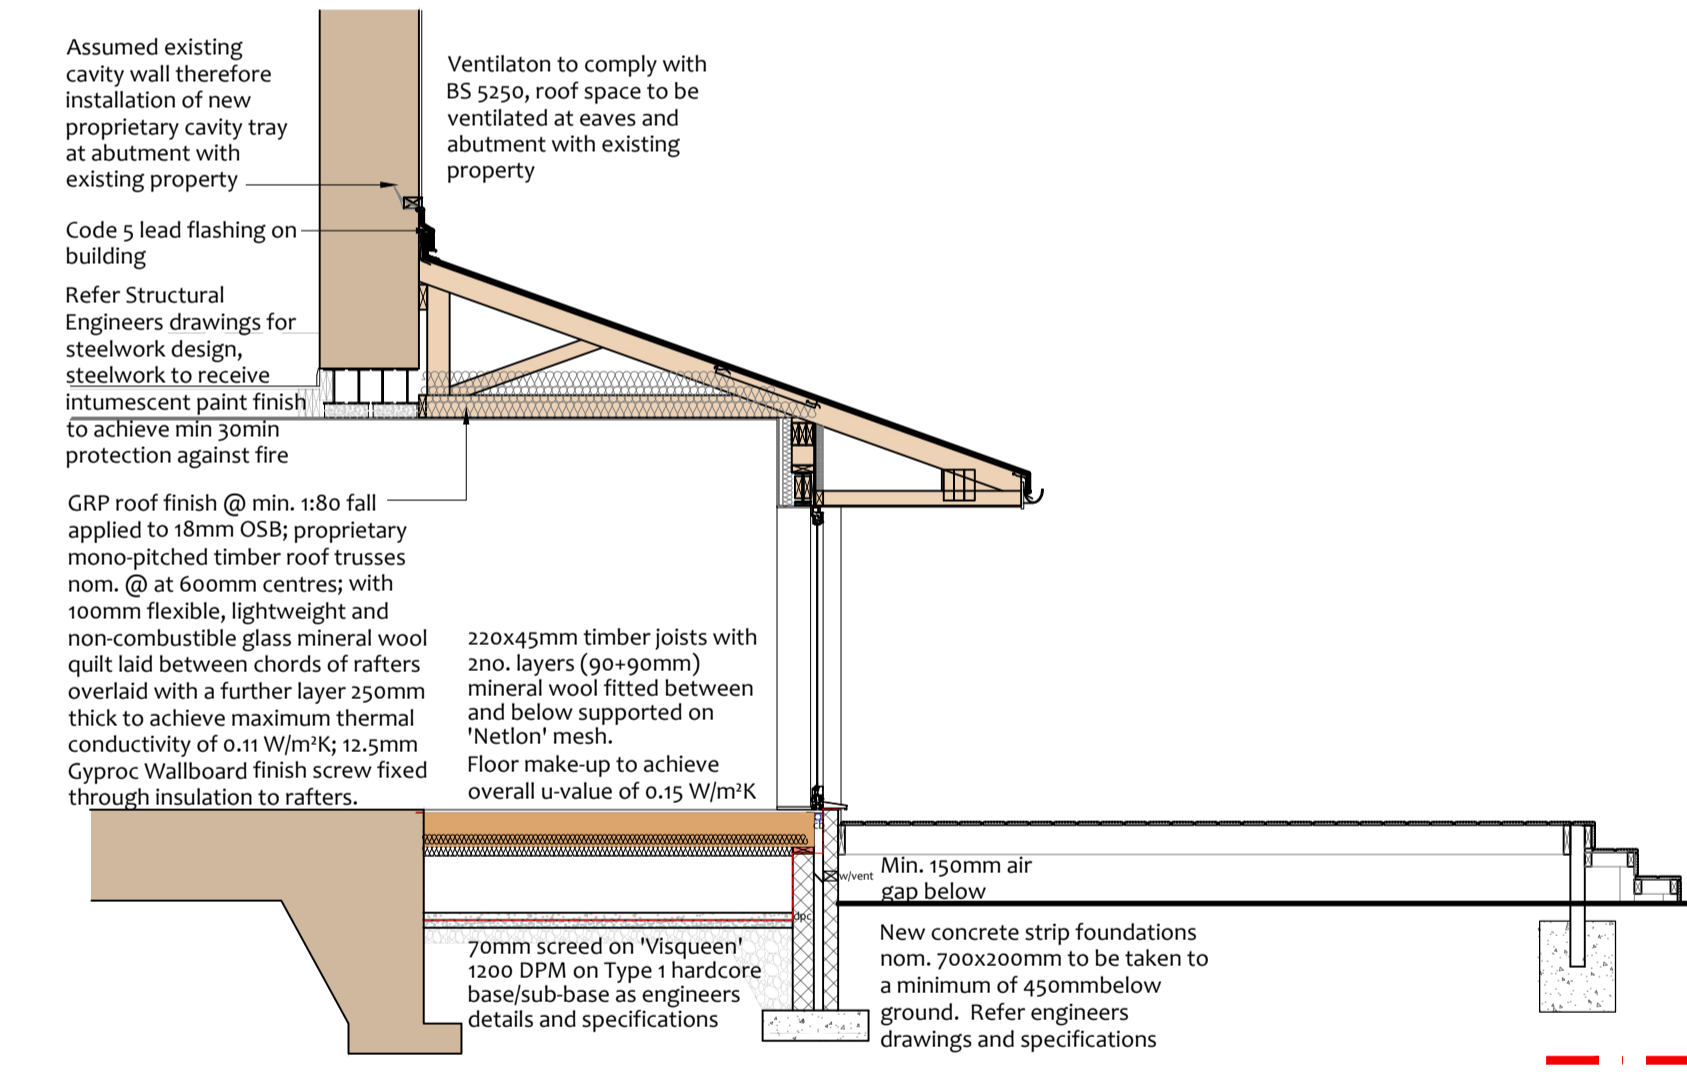 Assumed existing
cavity wall therefore
installation of new
proprietary cavity tray
at abutment with
existing property
Ventilaton to comply with
BS 5250, roof space to be
ventilated at eaves and
abutment with existing
property
Code 5 lead flashing on
building
Refer Structural
Engineers drawings for
steelwork design,
steelwork to receive
intumescent paint finish
to achieve min 30min
protection against fire
GRP roof finish @ min. 1:80 fall
applied to 18mm OSB; proprietary
mono-pitched timber roof trusses
nom. @ at 600mm centres; with
100mm flexible, lightweight and
non-combustible glass mineral wool
quilt laid between chords of rafters
overlaid with a further layer 250mm
thick to achieve maximum thermal
conductivity of 0.11 W/m²K; 12.5mm
Gyproc Wallboard finish screw fixed
through insulation to rafters.
220x45mm timber joists with
2no. layers (90+90mm)
mineral wool fitted between
and below supported on
'Netlon' mesh.
Floor make-up to achieve
overall u-value of 0.15 W/m²K
w/vent
Min. 150mm air
gap below
dpc
70mm screed on 'Visqueen'
1200 DPM on Type 1 hardcore
base/sub-base as engineers
details and specifications
New concrete strip foundations
nom. 700x200mm to be taken to
a minimum of 450mmbelow
ground. Refer engineers
drawings and specifications